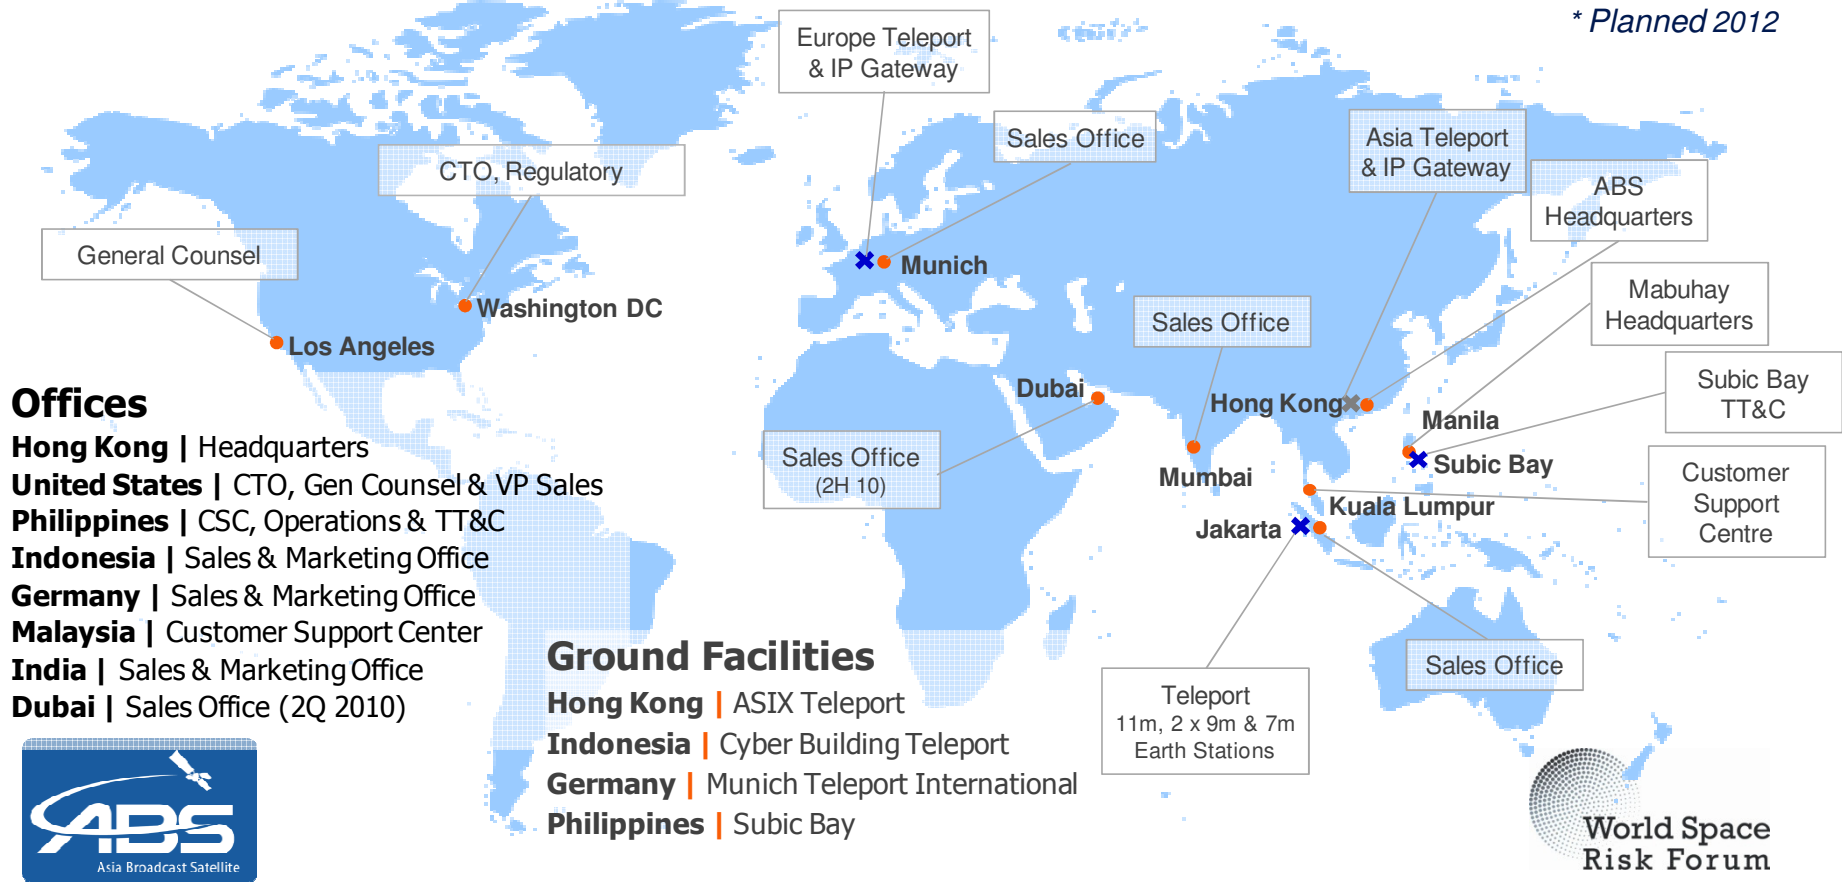 * Planned 2012
Europe Teleport
& IP Gateway
Sales Office
Asia Teleport
& IP Gateway
CTO, Regulatory
ABS
Headquarters
General Counsel
Munich
Mabuhay
Headquarters
Washington DC
Sales Office
Los Angeles
Dubai
Hong Kong
Manila
Subic Bay
TT&C
Sales Office
(2H 10)
Mumbai
Subic Bay
Customer
Support
Centre
Kuala Lumpur
Jakarta
Offices
Hong Kong | Headquarters
United States | CTO, Gen Counsel & VP Sales
Philippines | CSC, Operations & TT&C
Indonesia | Sales & Marketing Office
Germany | Sales & Marketing Office
Malaysia | Customer Support Center
India | Sales & Marketing Office
Dubai | Sales Office (2Q 2010)
Ground Facilities
Hong Kong | ASIX Teleport
Indonesia | Cyber Building Teleport
Germany | Munich Teleport International
Philippines | Subic Bay
Teleport
11m, 2 x 9m & 7m
Earth Stations
Sales Office
ABS
Asia Broadcast Satellite
World Space
Risk Forum